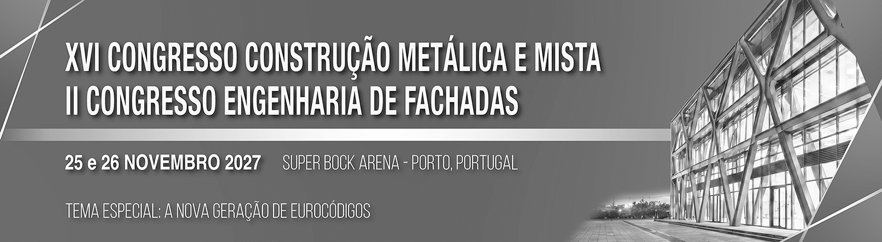 XVI CONGRESSO CONSTRUÇÃO METÁLICA E MISTA
II CONGRESSO ENGENHARIA DE FACHADAS
25 e 26 NOVEMBRO 2027 SUPER BOCK ARENA - PORTO, PORTUGAL
TEMA ESPECIAL: A NOVA GERAÇÃO DE EUROCÓDIGOS